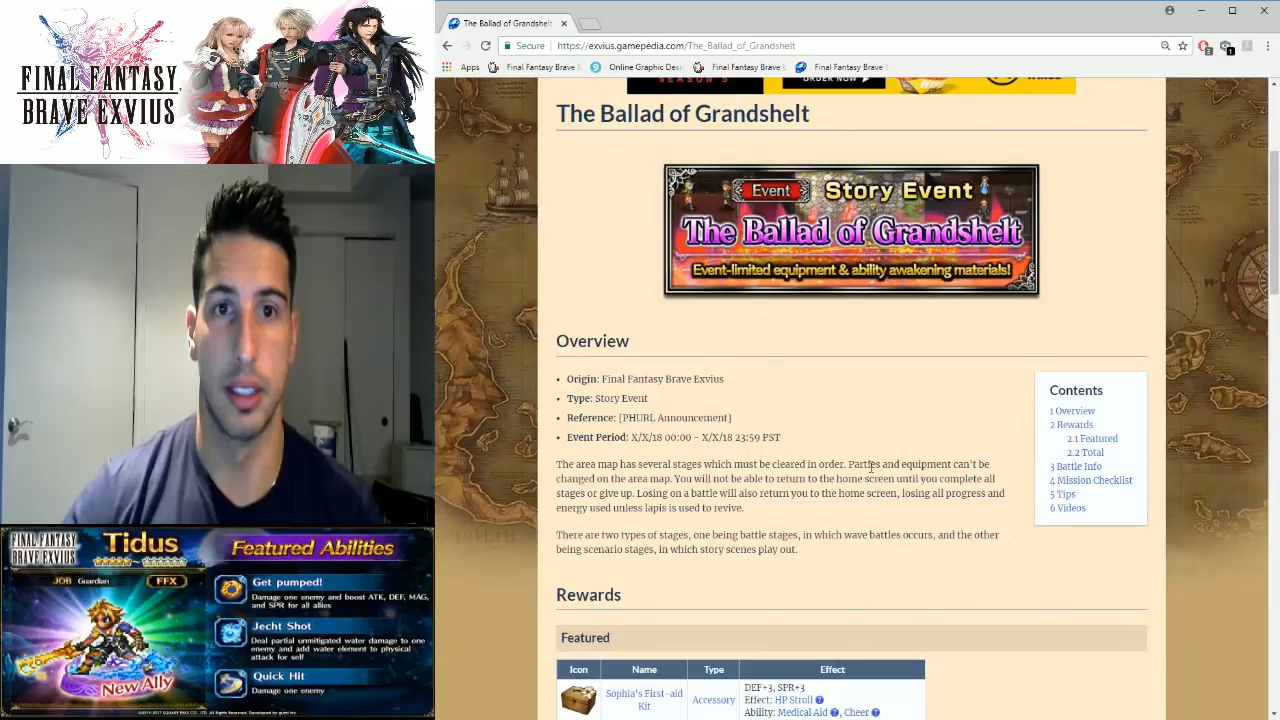 FINAL FANTASY
BRAVE EXVIUS
FINAL FANTASY
BRAVE EXVIUS
Tidus
JOB Guardian
FFX
New Ally
Featured Abilities
Get pumped!
Damage one enemy and boost ATK, DEF, MAG,
and SPR for all allies
Jecht Shot
Deal partial unmitigated water damage to one
enemy and add water element to physical
attack for self
Quick Hit
Damage one enemy
The Ballad of Grandshelt
Secure
https://exvius.gamepedia.com/The_Ballad_of_Grandshelt
Apps
Final Fantasy Brave
Online Graphic Desi
Final Fantasy Brave
Final Fantasy Brave
ORDER NOW
The Ballad of Grandshelt
Event
Story Event
The Ballad of Grandshelt
Event-limited equipment & ability awakening materials!
Overview
• Origin: Final Fantasy Brave Exvius
• Type: Story Event
• Reference: [PHURL Announcement]
• Event Period: X/X/18 00:00 - X/X/18 23:59 PST
The area map has several stages which must be cleared in order. Parties and equipment can't be
changed on the area map. You will not be able to return to the home screen until you complete all
stages or give up. Losing on a battle will also return you to the home screen, losing all progress and
energy used unless lapis is used to revive.
There are two types of stages, one being battle stages, in which wave battles occurs, and the other
being scenario stages, in which story scenes play out.
Contents
1 Overview
2 Rewards
2.1 Featured
2.2 Total
3 Battle Info
4 Mission Checklist
5 Tips
6 Videos
Rewards
Featured
Icon Name Type Effect
Sophia's First-aid
Kit
Accessory
DEF+3, SPR+3
Effect: HP Stroll
Ability: Medical Aid , Cheer